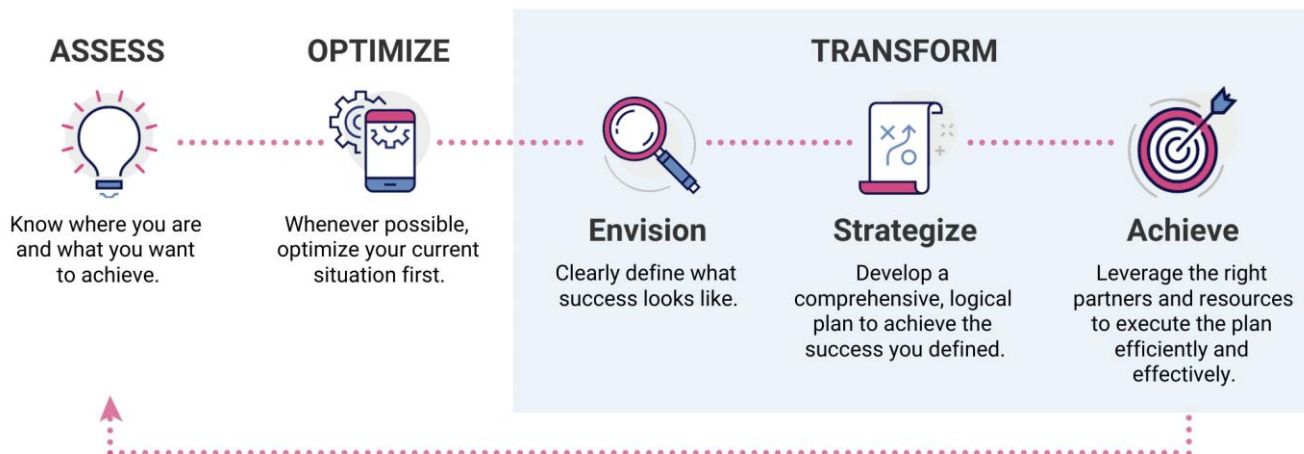 ASSESS
Know where you are
and what you want
to achieve.
OPTIMIZE
Whenever possible,
optimize your current
situation first.
TRANSFORM
Envision
Clearly define what
success looks like.
Strategize
Develop a
comprehensive, logical
plan to achieve the
success you defined.
Achieve
Leverage the right
partners and resources
to execute the plan
efficiently and
effectively.